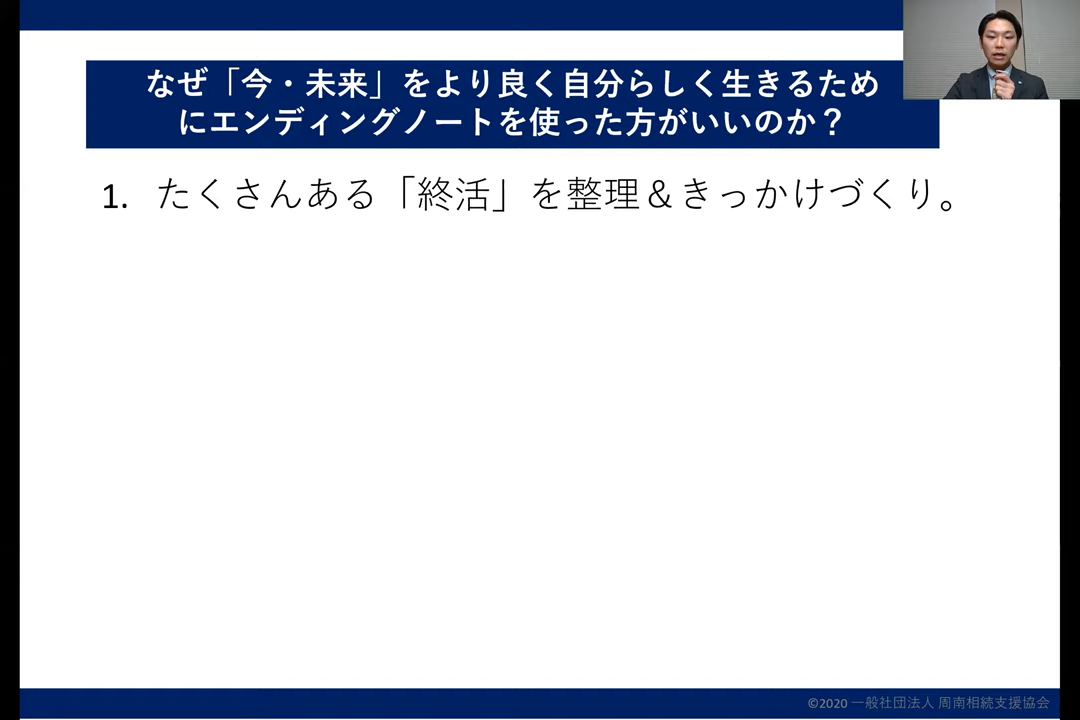 なぜ「今・未来」をより良く自分らしく生きるため
にエンディングノートを使った方がいいのか？
1. たくさんある「終活」を整理＆きっかけづくり。
©2020 一般社団法人 周南相続支援協会